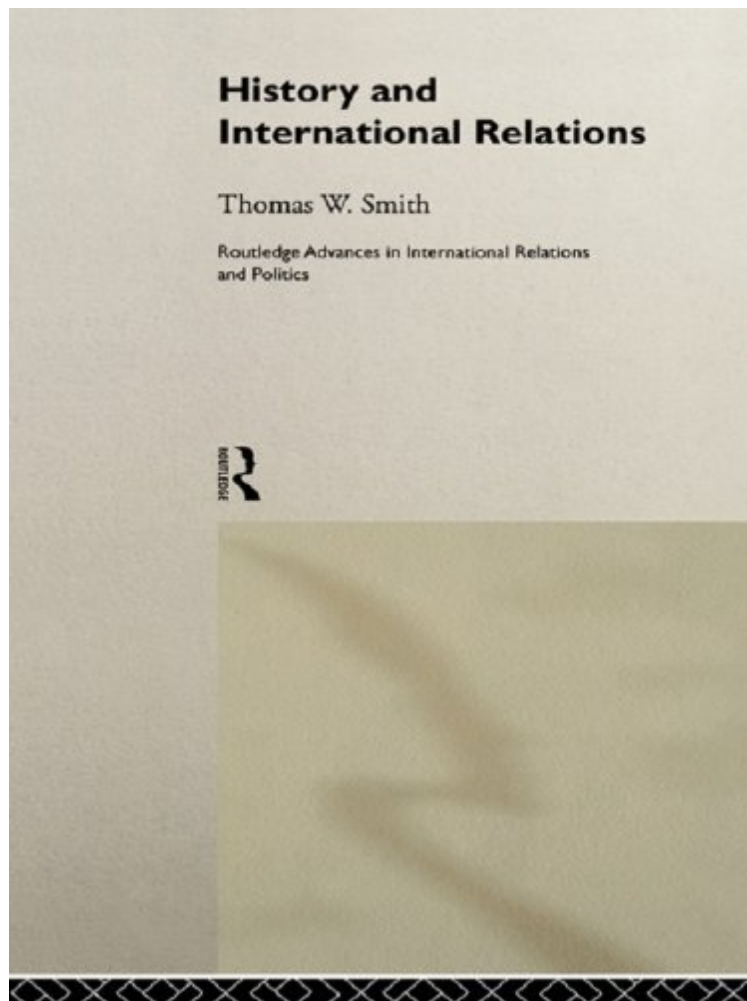 History and
International Relations
Thomas W. Smith
Routledge Advances in International Relations
and Politics
ROUTLEDGE